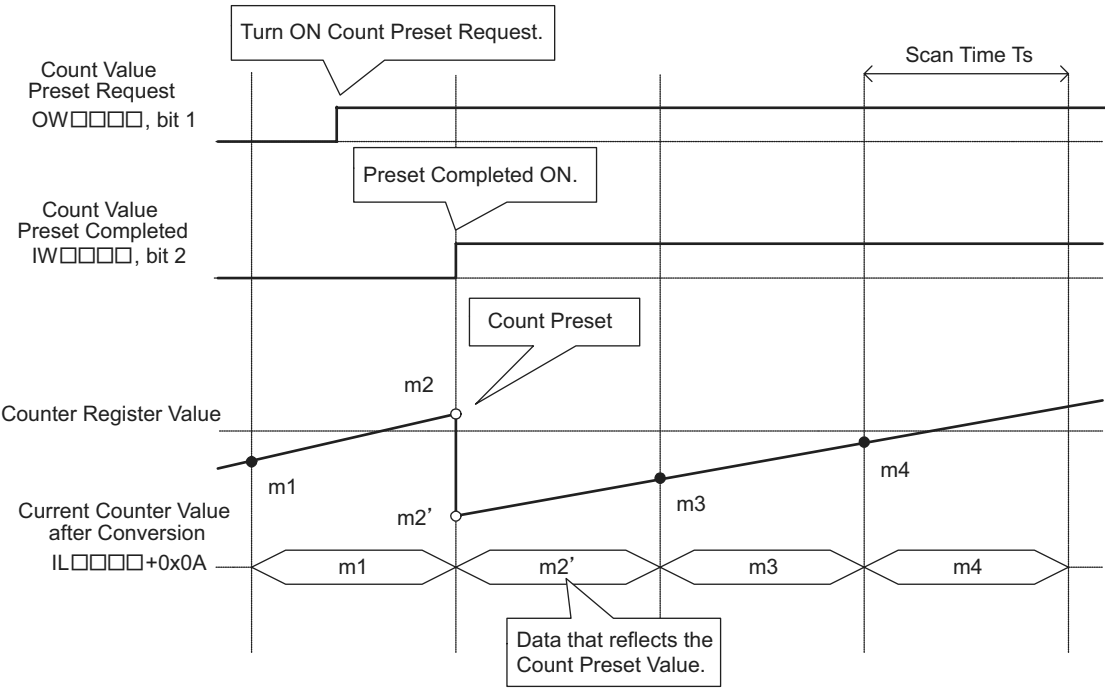 Turn ON Count Preset Request.
Scan Time Ts
Count Value
Preset Request
OW□□□□, bit 1
Preset Completed ON.
Count Value
Preset Completed
IW□□□□, bit 2
Count Preset
m2
Counter Register Value
m1
m4
m3
Current Counter Value
after Conversion
m2’
IL□□□□+0x0A
m1
m2’
m3
m4
Data that reflects the
Count Preset Value.